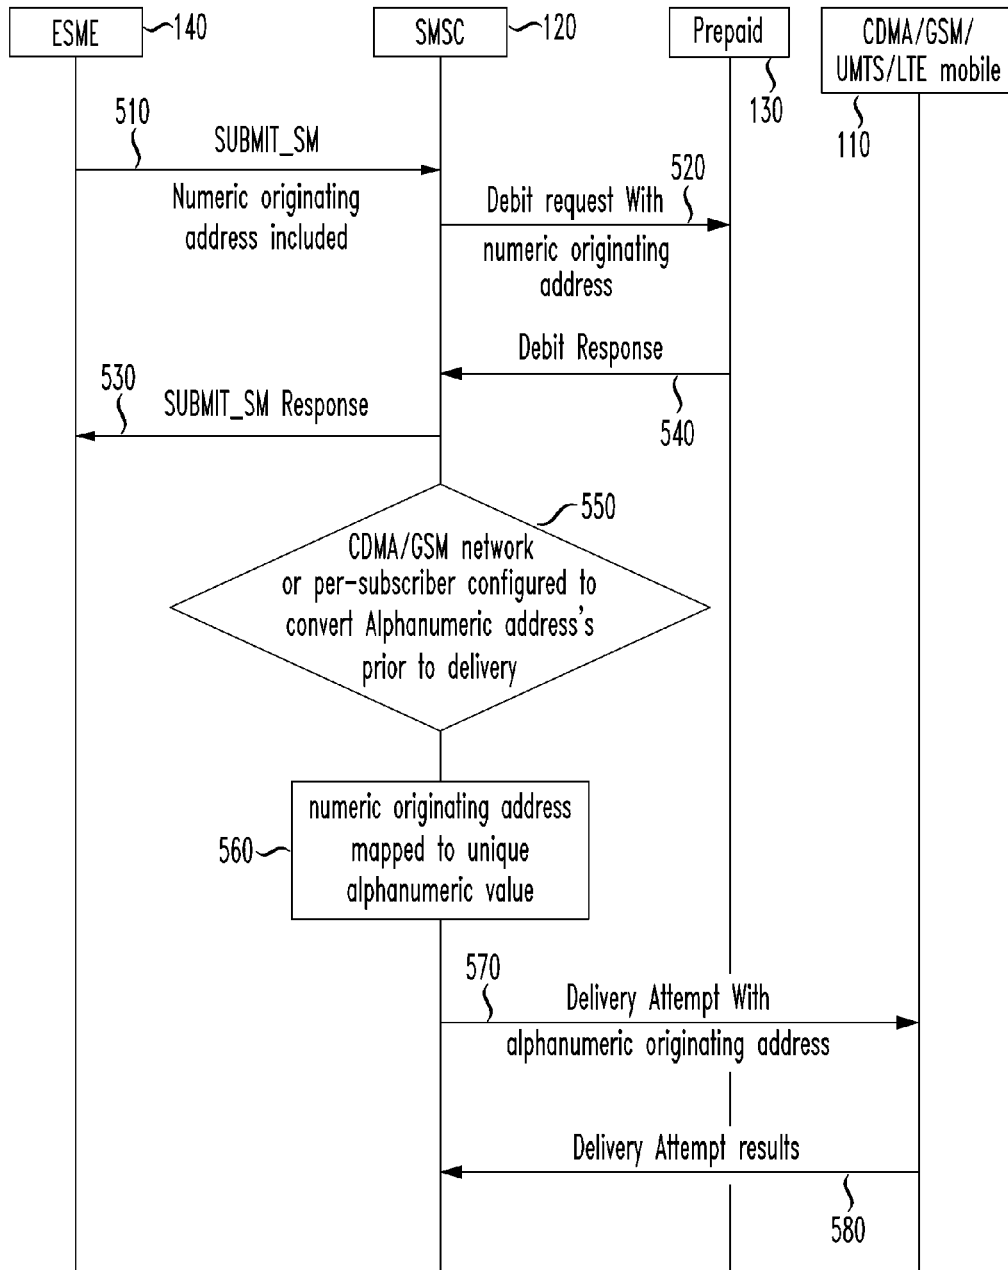 ESME
140
SMSC
120
Prepaid
130
CDMA/GSM/
UMTS/LTE mobile
110
510
SUBMIT_SM
Numeric originating
address included
520
Debit request With
numeric originating
address
Debit Response
540
530
SUBMIT_SM Response
550
CDMA/GSM network
or per-subscriber configured to
convert Alphanumeric address's
prior to delivery
560
numeric originating address
mapped to unique
alphanumeric value
570
Delivery Attempt With
alphanumeric originating address
Delivery Attempt results
580